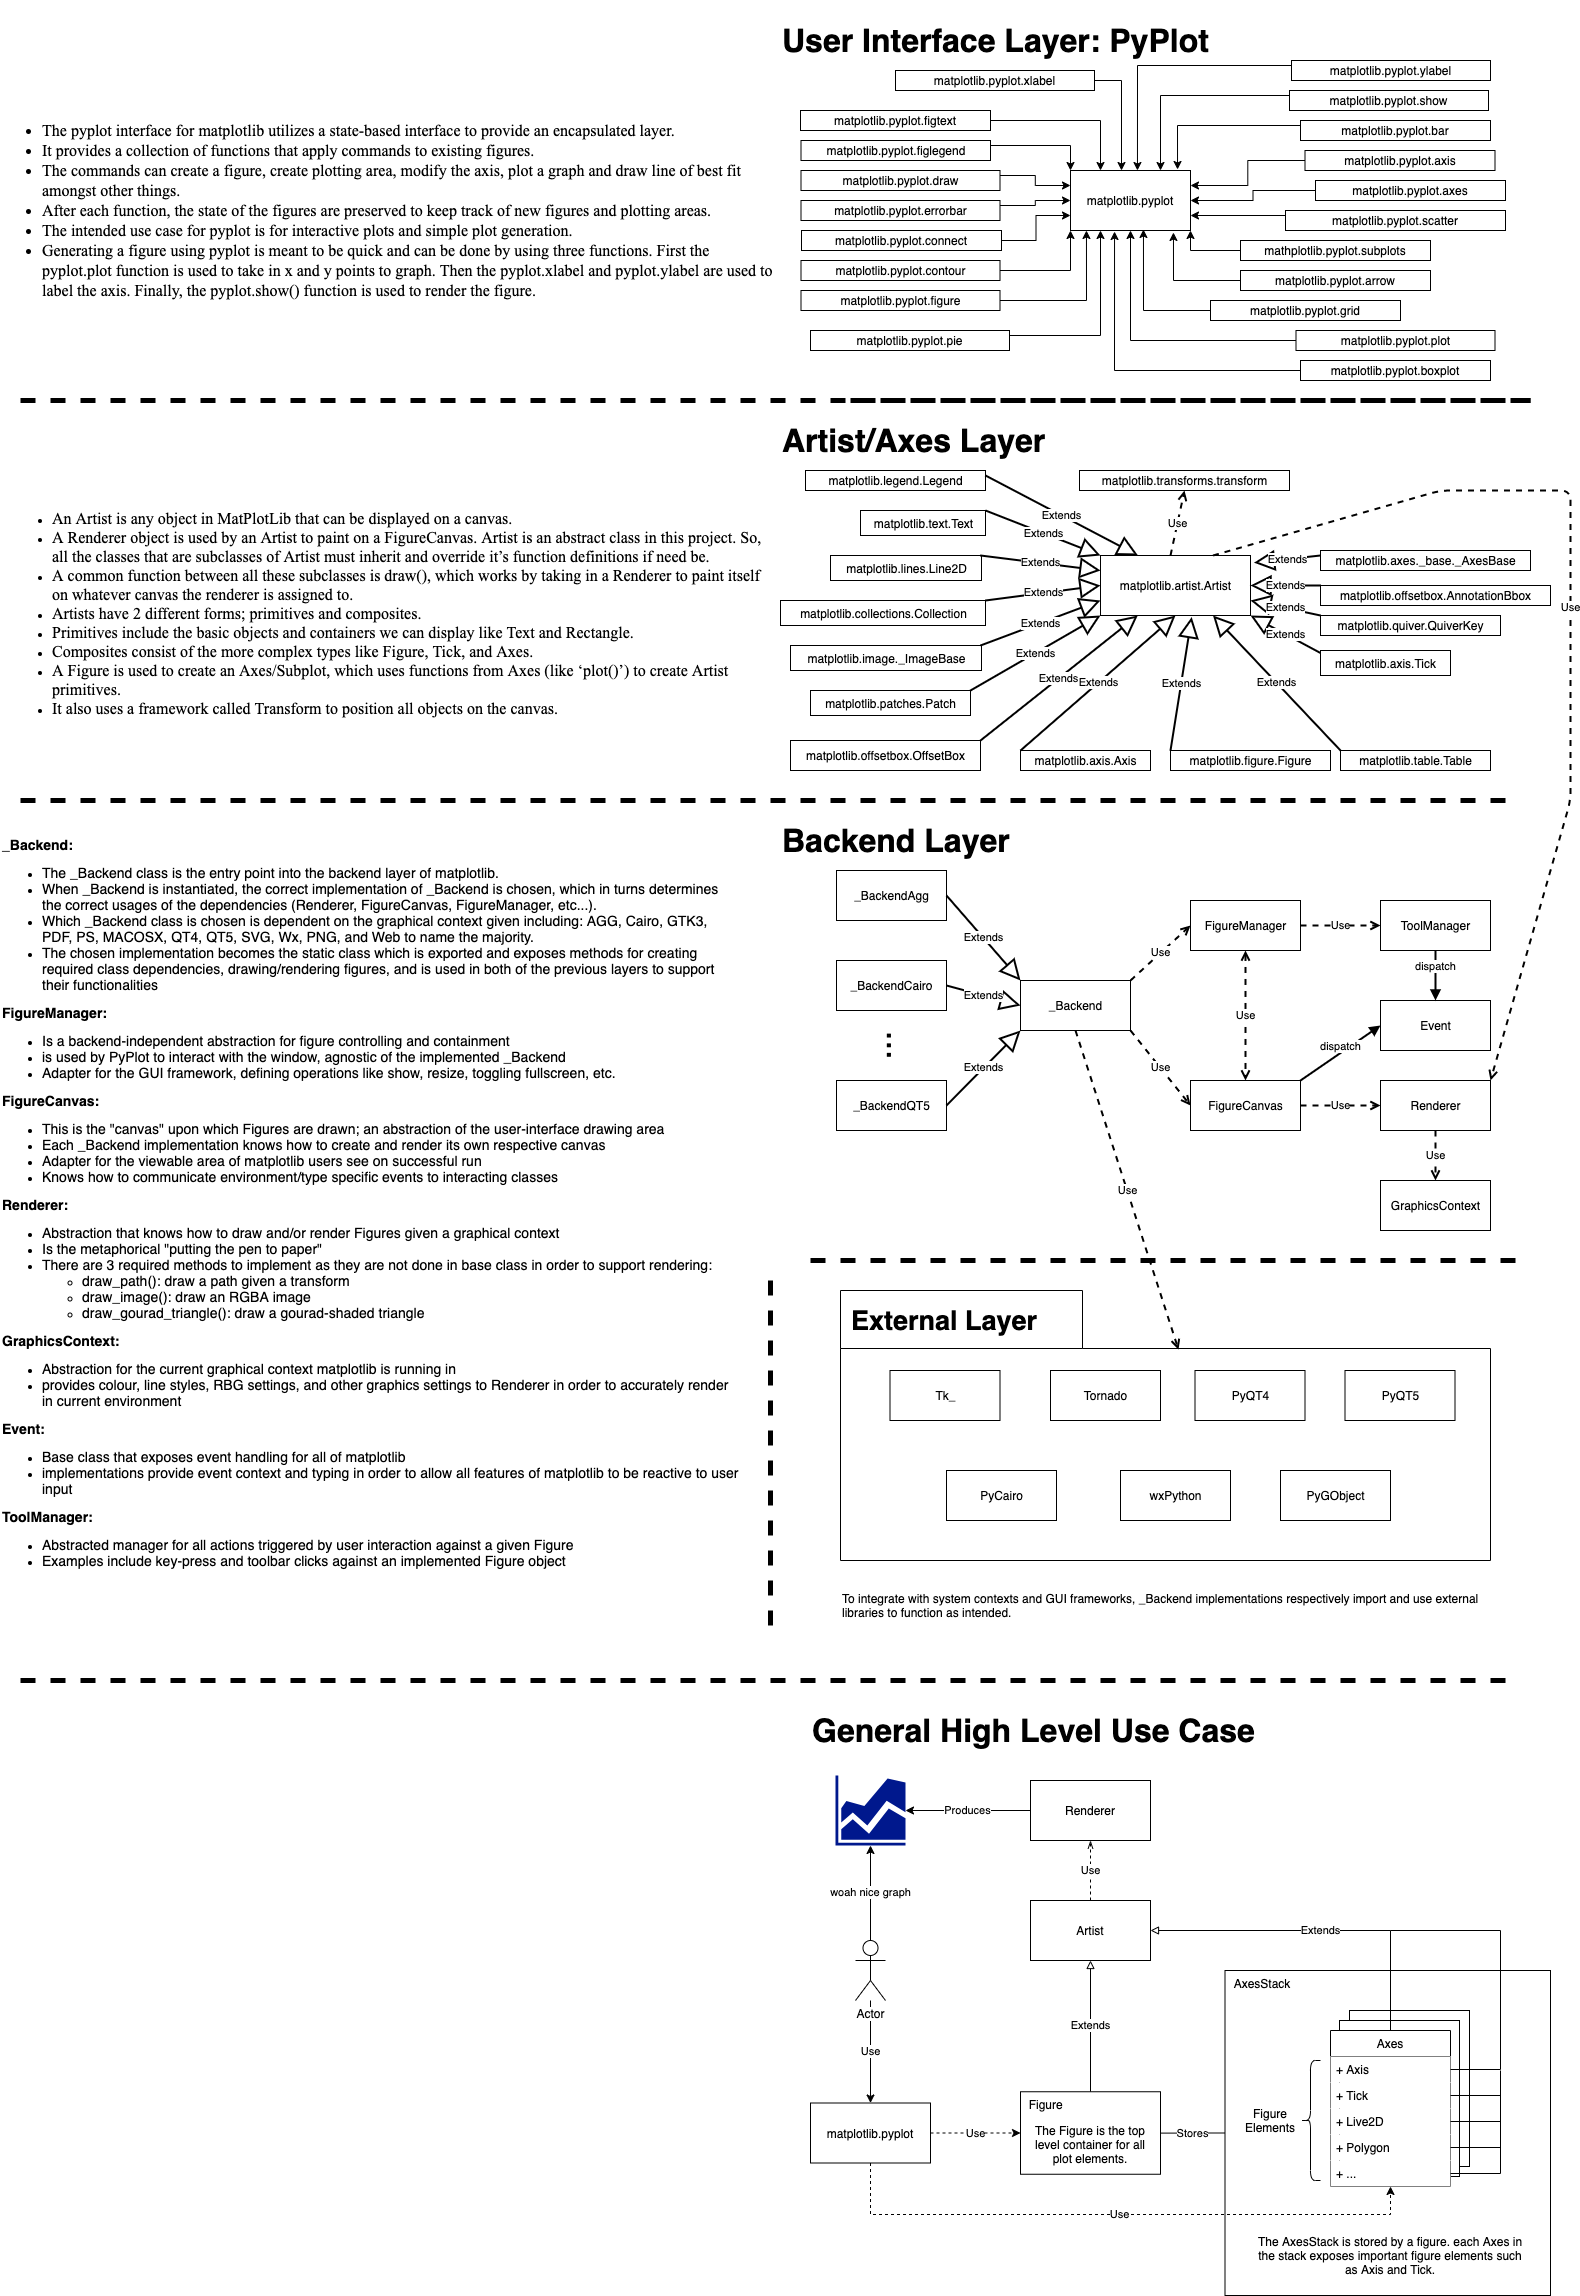 User Interface Layer: PyPlot
• The pyplot interface for matplotlib utilizes a state-based interface to provide an encapsulated layer.
• It provides a collection of functions that apply commands to existing figures.
• The commands can create a figure, create plotting area, modify the axis, plot a graph and draw line of best fit
amongst other things.
• After each function, the state of the figures are preserved to keep track of new figures and plotting areas.
• The intended use case for pyplot is for interactive plots and simple plot generation.
• Generating a figure using pyplot is meant to be quick and can be done by using three functions. First the
pyplot.plot function is used to take in x and y points to graph. Then the pyplot.xlabel and pyplot.ylabel are used to
label the axis. Finally, the pyplot.show() function is used to render the figure.
matplotlib.pyplot.xlabel
matplotlib.pyplot.figtext
matplotlib.pyplot.figlegend
matplotlib.pyplot.draw
matplotlib.pyplot.errorbar
matplotlib.pyplot.connect
matplotlib.pyplot.contour
matplotlib.pyplot.figure
matplotlib.pyplot.pie
matplotlib.pyplot
matplotlib.pyplot.ylabel
matplotlib.pyplot.show
matplotlib.pyplot.bar
matplotlib.pyplot.axis
matplotlib.pyplot.axes
matplotlib.pyplot.scatter
mathplotlib.pyplot.subplots
matplotlib.pyplot.arrow
matplotlib.pyplot.grid
matplotlib.pyplot.plot
matplotlib.pyplot.boxplot
Artist/Axes Layer
• An Artist is any object in MatPlotLib that can be displayed on a canvas.
• A Renderer object is used by an Artist to paint on a FigureCanvas. Artist is an abstract class in this project. So,
all the classes that are subclasses of Artist must inherit and override it’s function definitions if need be.
• A common function between all these subclasses is draw(), which works by taking in a Renderer to paint itself
on whatever canvas the renderer is assigned to.
• Artists have 2 different forms; primitives and composites.
• Primitives include the basic objects and containers we can display like Text and Rectangle.
• Composites consist of the more complex types like Figure, Tick, and Axes.
• A Figure is used to create an Axes/Subplot, which uses functions from Axes (like ‘plot()’) to create Artist
primitives.
• It also uses a framework called Transform to position all objects on the canvas.
matplotlib.legend.Legend
matplotlib.transforms.transform
Extends
Use
matplotlib.text.Text
Extends
matplotlib.lines.Line2D
Extends
matplotlib.artist.Artist
Extends
matplotlib.axes._base._AxesBase
Extends
matplotlib.collections.Collection
Extends
matplotlib.offsetbox.AnnotationBbox
Use
Extends
matplotlib.quiver.QuiverKey
Extends
matplotlib.image._ImageBase
Extends
Extends
matplotlib.axis.Tick
Extends
Extends
Extends
Extends
matplotlib.patches.Patch
matplotlib.offsetbox.OffsetBox
matplotlib.axis.Axis
matplotlib.figure.Figure
matplotlib.table.Table
Backend Layer
_Backend:
• The _Backend class is the entry point into the backend layer of matplotlib.
• When _Backend is instantiated, the correct implementation of _Backend is chosen, which in turns determines
the correct usages of the dependencies (Renderer, FigureCanvas, FigureManager, etc...).
• Which _Backend class is chosen is dependent on the graphical context given including: AGG, Cairo, GTK3,
PDF, PS, MACOSX, QT4, QT5, SVG, Wx, PNG, and Web to name the majority.
• The chosen implementation becomes the static class which is exported and exposes methods for creating
required class dependencies, drawing/rendering figures, and is used in both of the previous layers to support
their functionalities
FigureManager:
• Is a backend-independent abstraction for figure controlling and containment
• is used by PyPlot to interact with the window, agnostic of the implemented _Backend
• Adapter for the GUI framework, defining operations like show, resize, toggling fullscreen, etc.
FigureCanvas:
• This is the "canvas" upon which Figures are drawn; an abstraction of the user-interface drawing area
• Each _Backend implementation knows how to create and render its own respective canvas
• Adapter for the viewable area of matplotlib users see on successful run
• Knows how to communicate environment/type specific events to interacting classes
Renderer:
• Abstraction that knows how to draw and/or render Figures given a graphical context
• Is the metaphorical "putting the pen to paper"
• There are 3 required methods to implement as they are not done in base class in order to support rendering:
◦ draw_path(): draw a path given a transform
◦ draw_image(): draw an RGBA image
◦ draw_gourad_triangle(): draw a gourad-shaded triangle
GraphicsContext:
• Abstraction for the current graphical context matplotlib is running in
• provides colour, line styles, RBG settings, and other graphics settings to Renderer in order to accurately render
in current environment
Event:
• Base class that exposes event handling for all of matplotlib
• implementations provide event context and typing in order to allow all features of matplotlib to be reactive to user
input
ToolManager:
• Abstracted manager for all actions triggered by user interaction against a given Figure
• Examples include key-press and toolbar clicks against an implemented Figure object
_BackendAgg
FigureManager
Use
ToolManager
Extends
Use
dispatch
_BackendCairo
Extends
_Backend
Use
Event
dispatch
Extends
Use
_BackendQT5
FigureCanvas
Use
Renderer
Use
Use
GraphicsContext
External Layer
Tk_
Tornado
PyQT4
PyQT5
PyCairo
wxPython
PyGObject
To integrate with system contexts and GUI frameworks, _Backend implementations respectively import and use external
libraries to function as intended.
General High Level Use Case
Produces
Renderer
Use
woah nice graph
Artist
Extends
AxesStack
Actor
Extends
Use
Axes
+ Axis
+ Tick
+ Live2D
+ Polygon
+ ...
Figure
Elements
matplotlib.pyplot
Use
Figure
The Figure is the top
level container for all
plot elements.
Stores
Use
The AxesStack is stored by a figure. each Axes in
the stack exposes important figure elements such
as Axis and Tick.